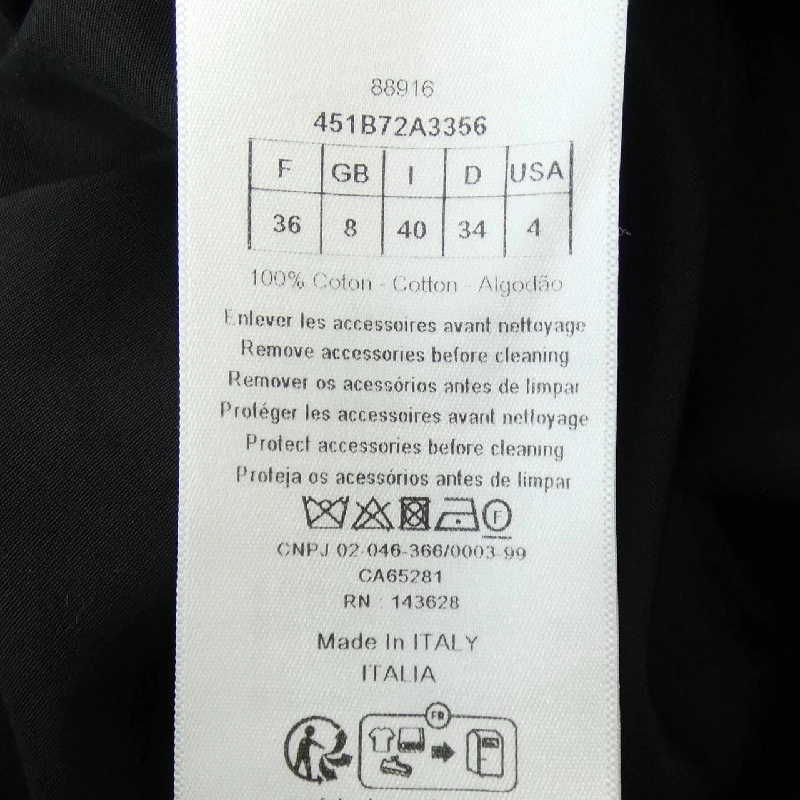 88916
451B72A3356
F GB I D USA
36 8 40 34 4
100% Coton - Cotton - Algodão
Enlever les accessoires avant nettoyage
Remove accessories before cleaning
Remover os acessórios antes de limpar
Protéger les accessoires avant nettoyage
Protect accessories before cleaning
Proteja os acessórios antes de limpar
F
CNPJ 02-046-366/0003-99
CA65281
RN : 143628
Made In ITALY
ITALIA
FR